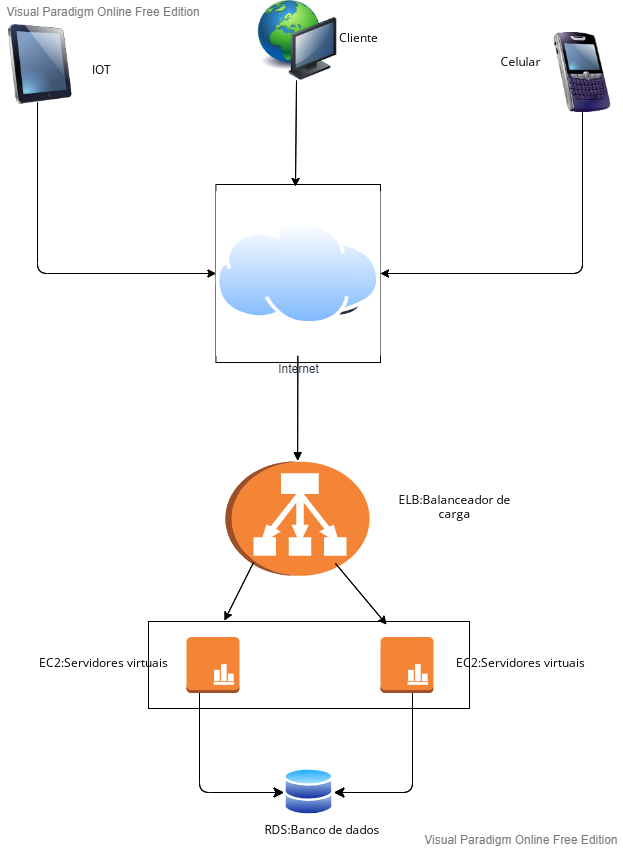 Visual Paradigm Online Free Edition
Cliente
IOT
Celular
Internet
ELB:Balanceador de
carga
EC2:Servidores virtuais
EC2:Servidores virtuais
RDS:Banco de dados
Visual Paradigm Online Free Edition